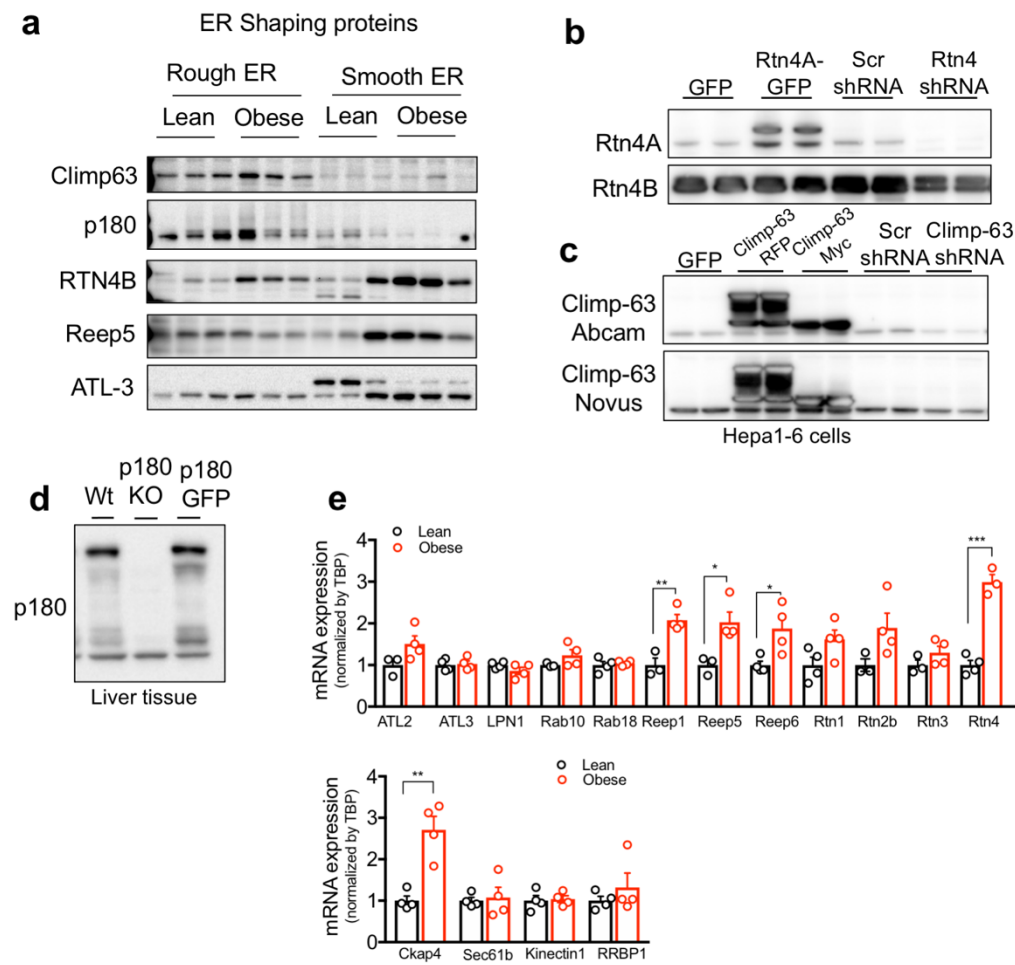 a
ER Shaping proteins
Rough ER
Smooth ER
Lean
Obese
Lean
Obese
Climp63
p180
RTN4B
Reep5
ATL-3
b
GFP
Rtn4A-
GFP
Scr
shRNA
Rtn4
shRNA
Rtn4A
Rtn4B
c
GFP
Climp-63
RFP
Climp-63
Myc
Scr
shRNA
Climp-63
shRNA
Climp-63
Abcam
Climp-63
Novus
Hepa1-6 cells
d
Wt
p180
KO
p180
GFP
p180
Liver tissue
e
Lean
Obese
mRNA expression
(normalized by TBP)
4
3
2
1
0
**
*
*
***
ATL2 ATL3 LPN1 Rab10 Rab18 Reep1 Reep5 Reep6 Rtn1 Rtn2b Rtn3 Rtn4
Lean
Obese
mRNA expression
(normalized by TBP)
4
3
2
1
0
**
Ckap4 Sec61b Kinectin1 RRBP1